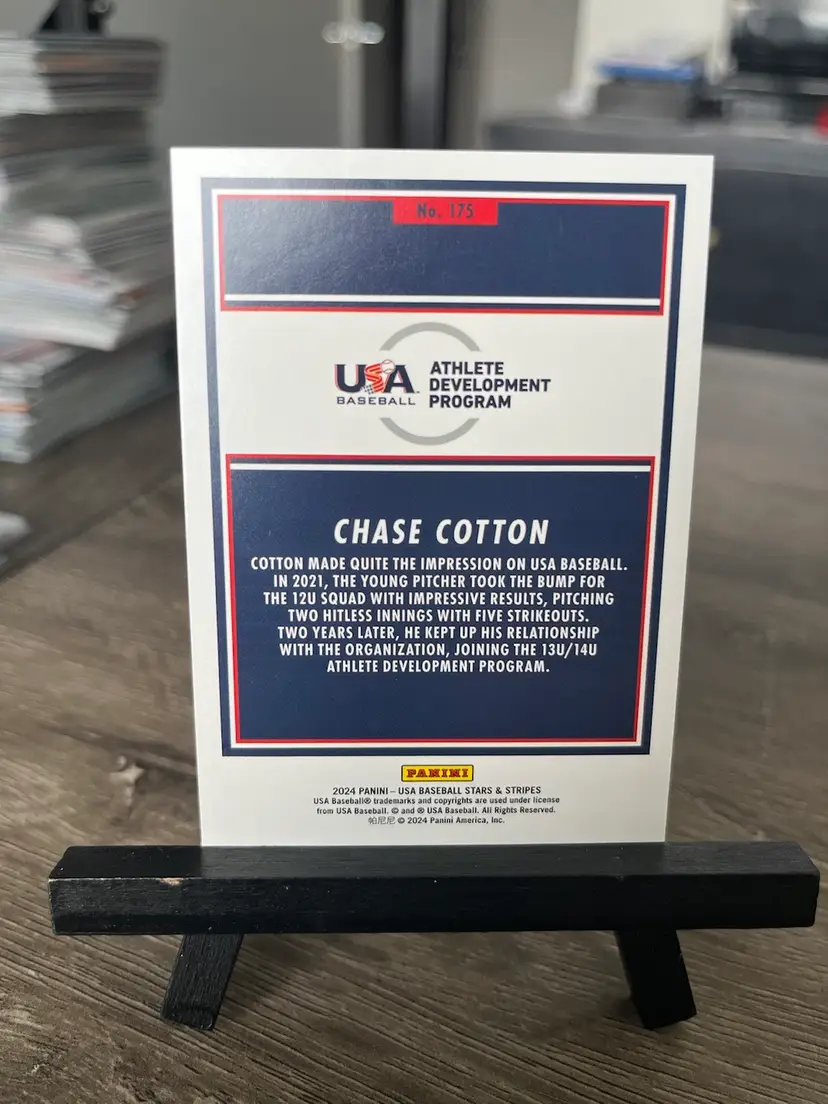 No. 175
USA
BASEBALL
ATHLETE
DEVELOPMENT
PROGRAM
CHASE COTTON
COTTON MADE QUITE THE IMPRESSION ON USA BASEBALL.
IN 2021, THE YOUNG PITCHER TOOK THE BUMP FOR
THE 12U SQUAD WITH IMPRESSIVE RESULTS, PITCHING
TWO HITLESS INNINGS WITH FIVE STRIKEOUTS.
TWO YEARS LATER, HE KEPT UP HIS RELATIONSHIP
WITH THE ORGANIZATION, JOINING THE 13U/14U
ATHLETE DEVELOPMENT PROGRAM.
PANINI
2024 PANINI – USA BASEBALL STARS & STRIPES
USA Baseball® trademarks and copyrights are used under license
from USA Baseball. © and ® USA Baseball. All Rights Reserved.
帕尼尼 © 2024 Panini America, Inc.